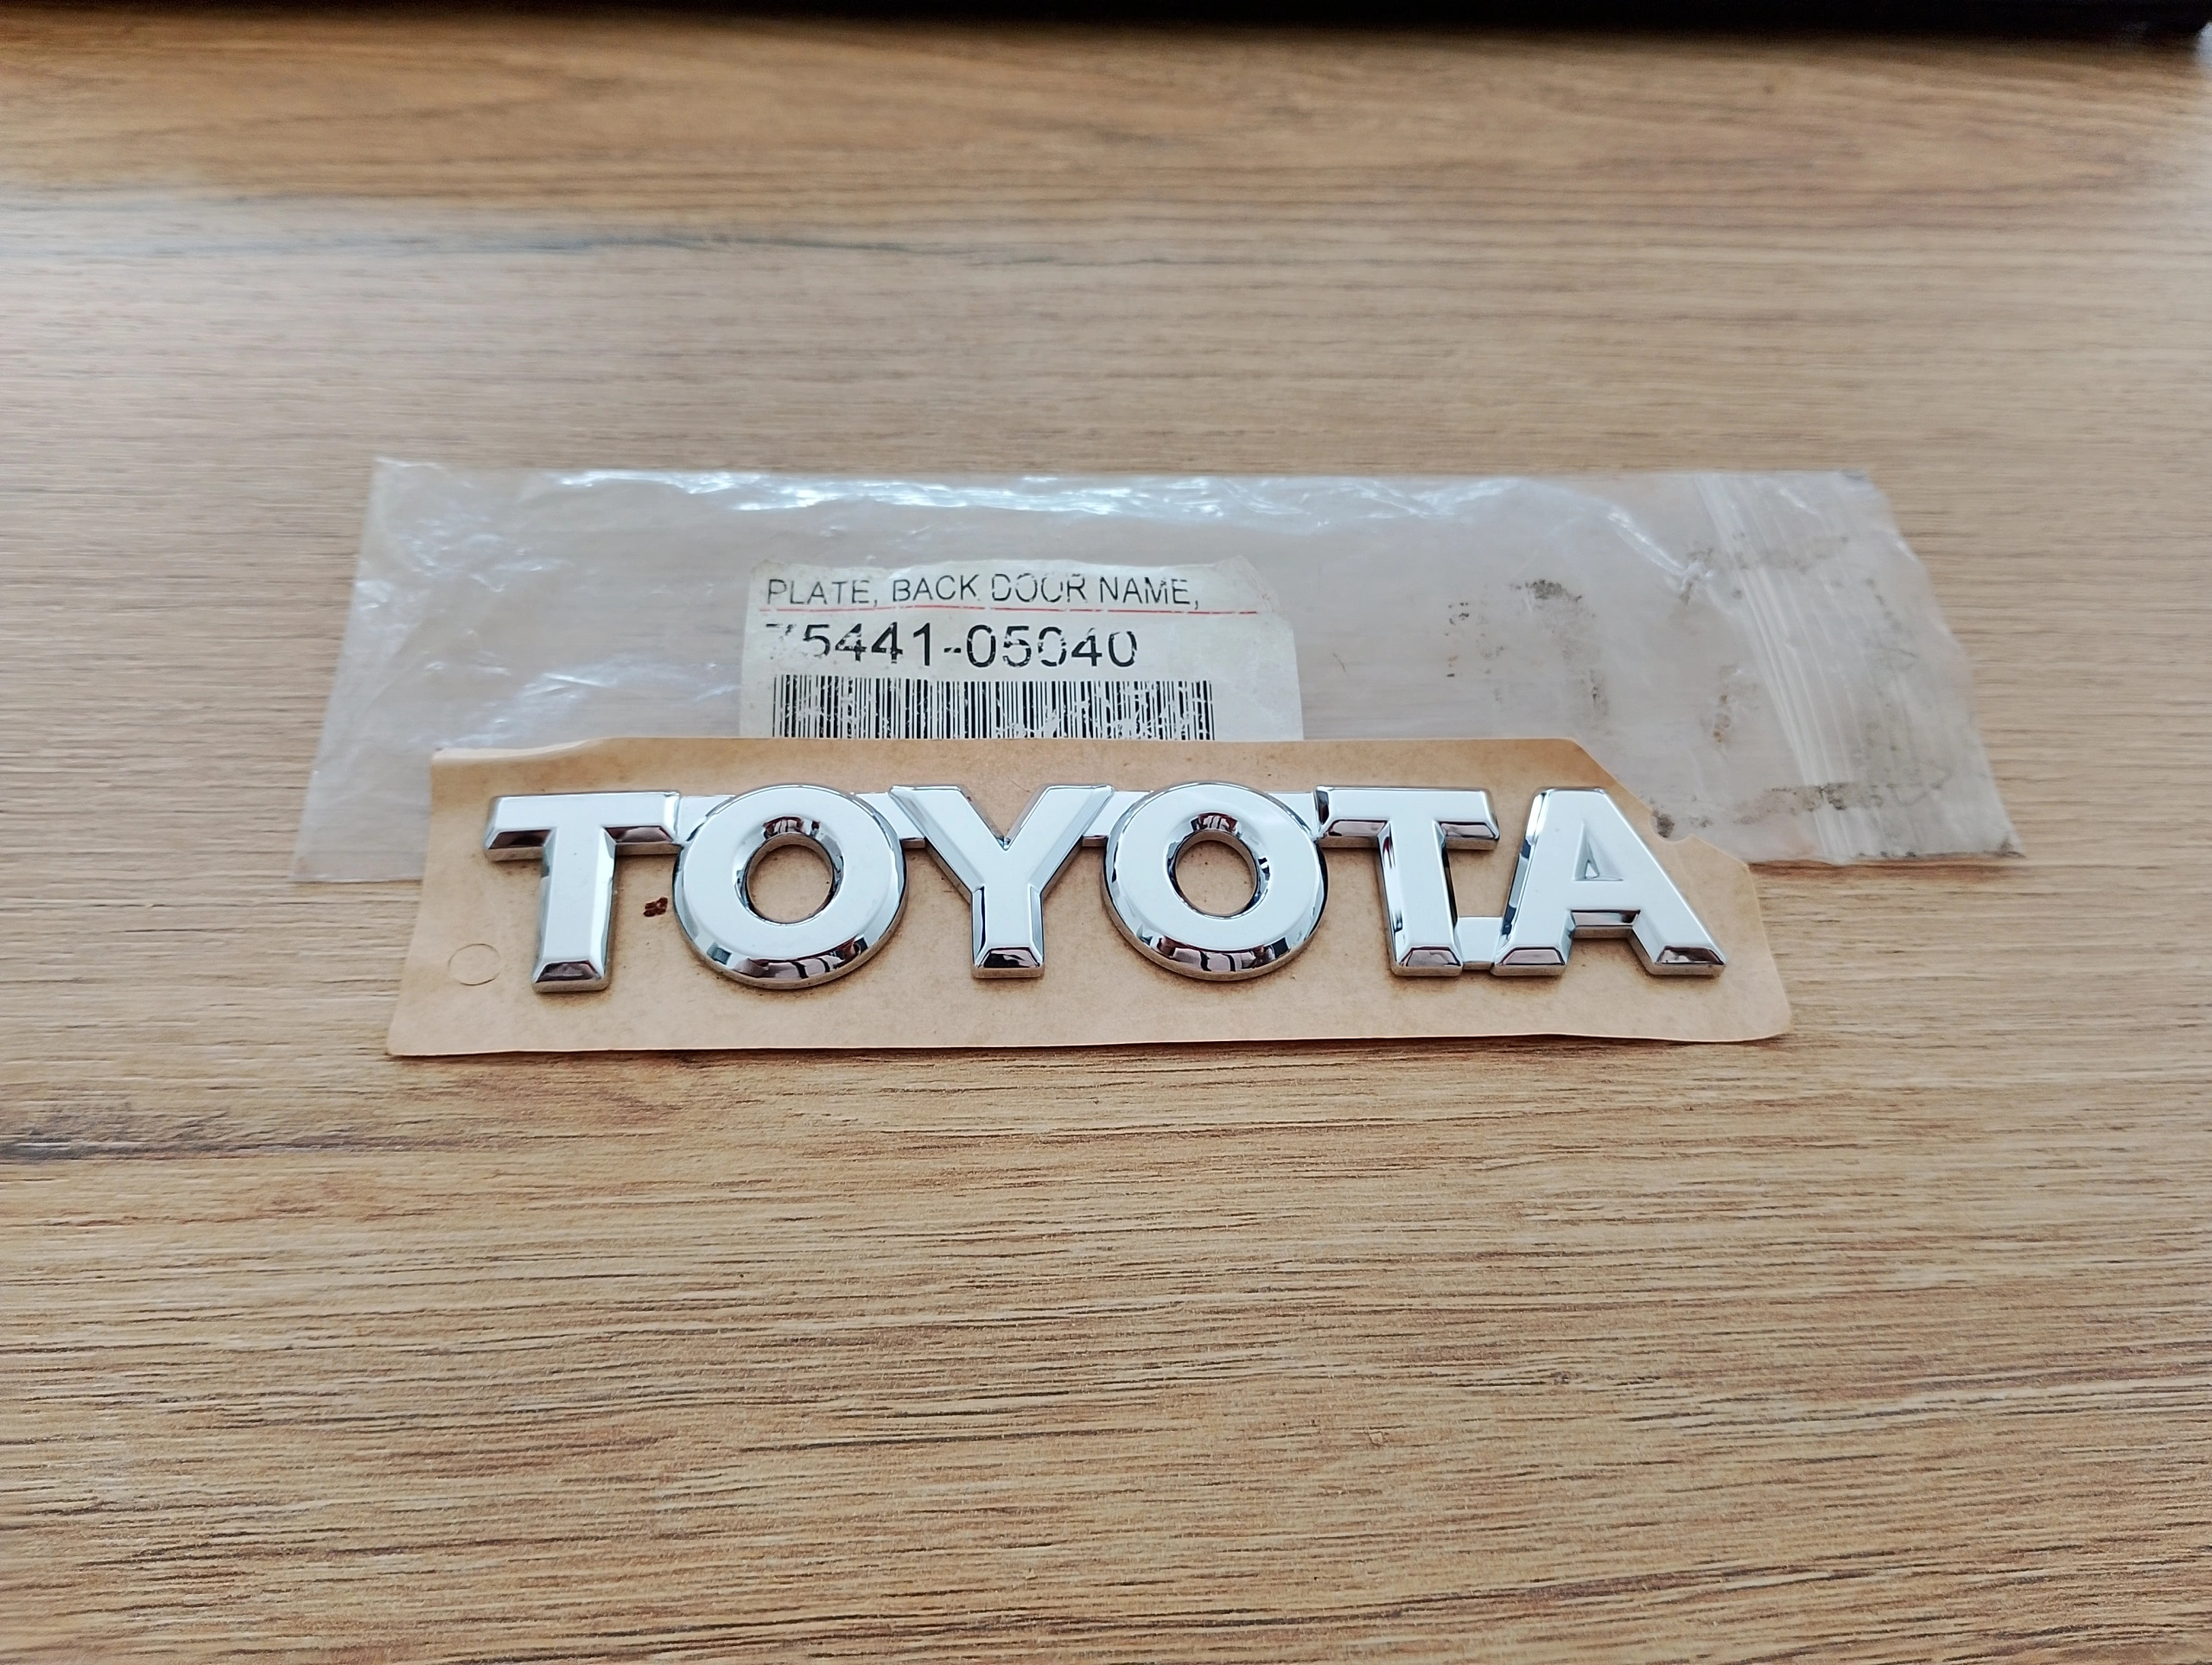 PLATE, BACK DOOR NAME,
75441-05040
TOYOTA